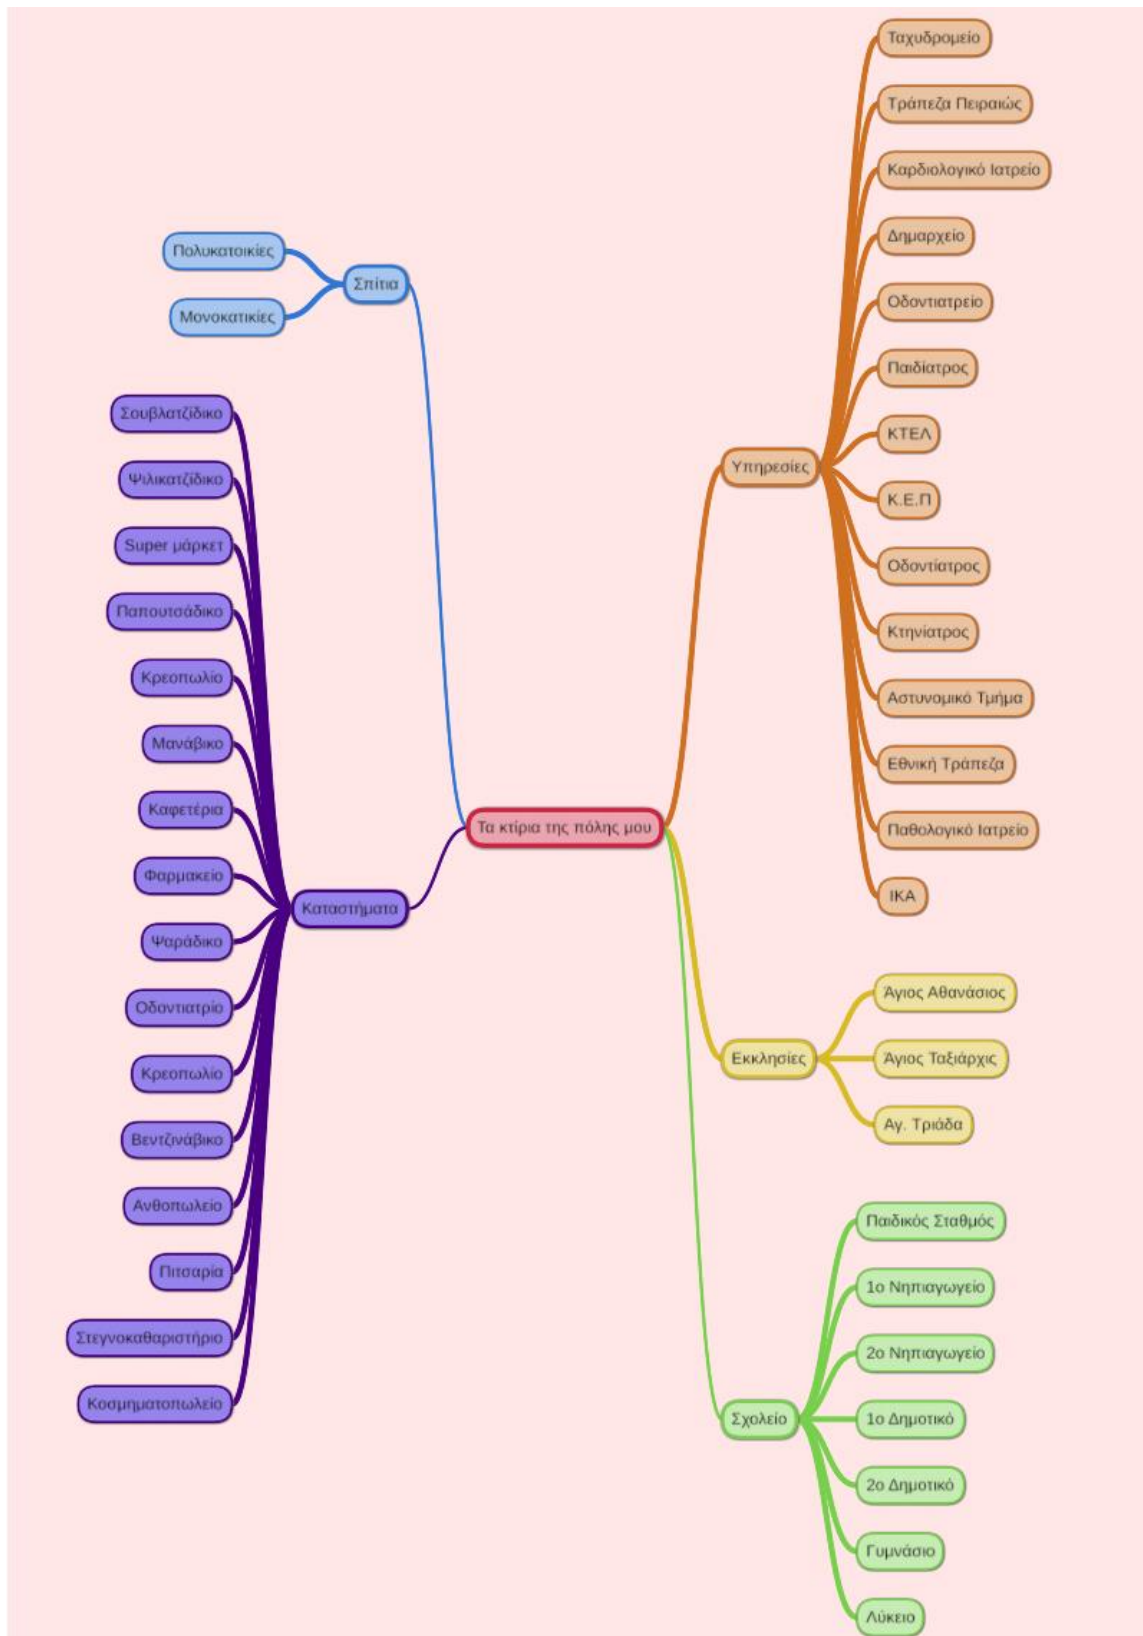 Τα κτίρια της πόλης μου
Υπηρεσίες
Ταχυδρομείο
Τράπεζα Πειραιώς
Καρδιολογικό Ιατρείο
Δημαρχείο
Οδοντιατρείο
Παιδίατρος
ΚΤΕΛ
Κ.Ε.Π
Οδοντίατρος
Κτηνίατρος
Αστυνομικό Τμήμα
Εθνική Τράπεζα
Παθολογικό Ιατρείο
ΙΚΑ
Εκκλησίες
Άγιος Αθανάσιος
Άγιος Ταξιάρχις
Αγ. Τριάδα
Σχολείο
Παιδικός Σταθμός
1ο Νηπιαγωγείο
2ο Νηπιαγωγείο
1ο Δημοτικό
2ο Δημοτικό
Γυμνάσιο
Λύκειο
Σπίτια
Πολυκατοικίες
Μονοκατικίες
Καταστήματα
Σουβλατζίδικο
Ψιλικατζίδικο
Super μάρκετ
Παπουτσάδικο
Κρεοπωλίο
Μανάβικο
Καφετέρια
Φαρμακείο
Ψαράδικο
Οδοντιατρίο
Κρεοπωλίο
Βεντζινάβικο
Ανθοπωλείο
Πιτσαρία
Στεγνοκαθαριστήριο
Κοσμηματοπωλείο